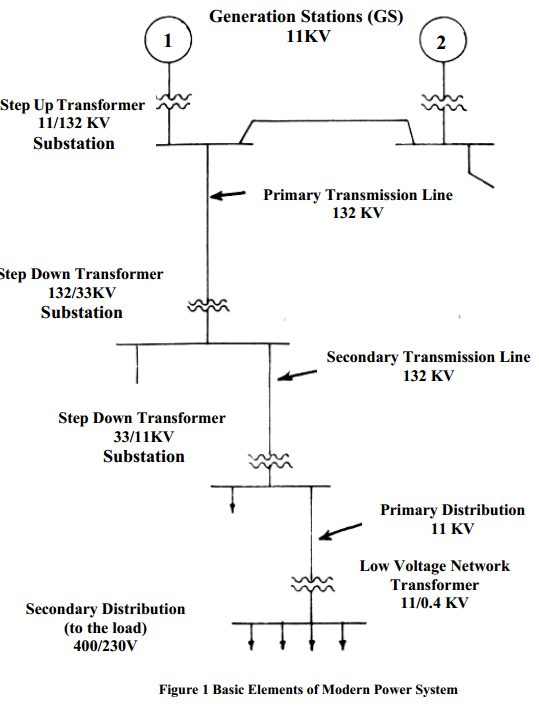 Generation Stations (GS)
11KV
1
2
Step Up Transformer
11/132 KV
Substation
Primary Transmission Line
132 KV
Step Down Transformer
132/33KV
Substation
Secondary Transmission Line
132 KV
Step Down Transformer
33/11KV
Substation
Primary Distribution
11 KV
Low Voltage Network
Transformer
11/0.4 KV
Secondary Distribution
(to the load)
400/230V
Figure 1 Basic Elements of Modern Power System